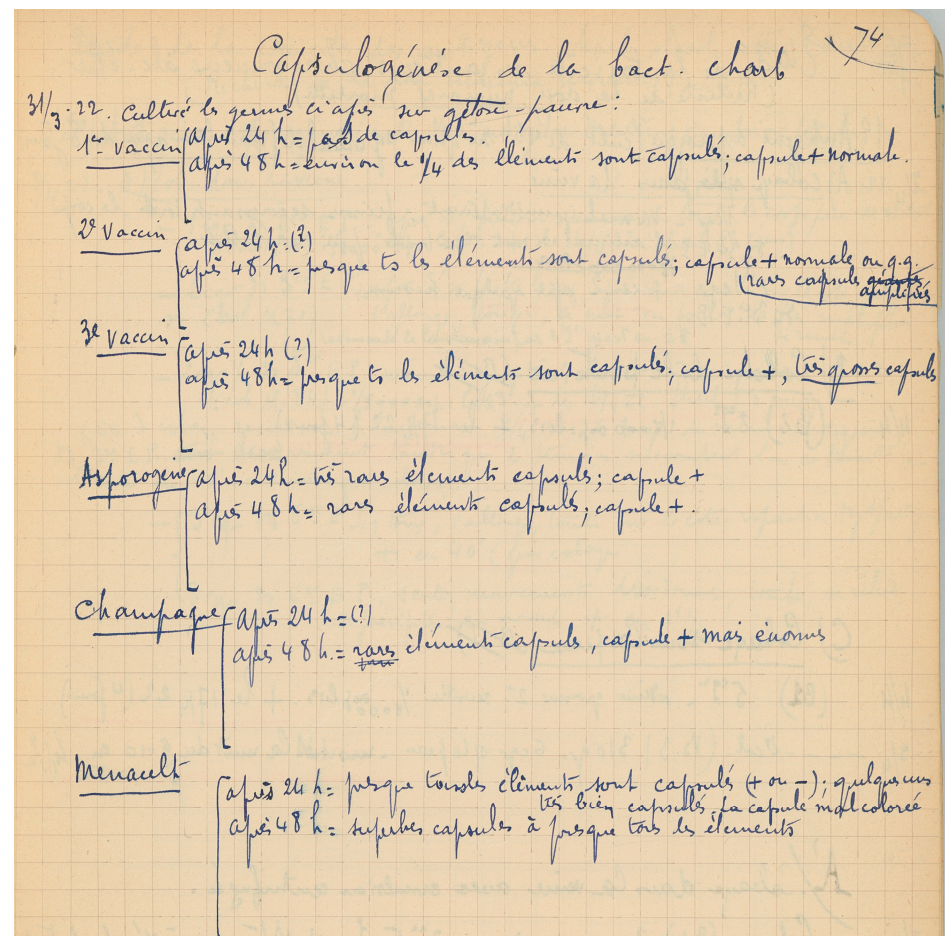 74
Capsulogénèse de la bact. charb
31/3.22. Cultivé les germes ci après sur gélose-pauvre :
1er Vaccin
après 24 h = pas de capsules.
après 48 h = environ le 1/4 des éléments sont capsulés; capsule + normale.
2e Vaccin
après 24 h = (?)
après 48 h = presque ts les éléments sont capsulés; capsule + normale ou q.q.
rares capsules amplifiés
3e Vaccin
après 24 h (?)
après 48 h = presque ts les éléments sont capsulés; capsule +, très grosses capsules
Asporogène
après 24 h = très rares éléments capsulés; capsule +
après 48 h = rares éléments capsulés; capsule +.
Champagne
après 24 h = (?)
après 48 h. = rares éléments capsulés, capsule + mais énormes
Menault
après 24 h = presque tous les éléments sont capsulés (+ ou -); quelques uns
très bien capsulés. La capsule mal colorée
après 48 h = superbes capsules à presque tous les éléments